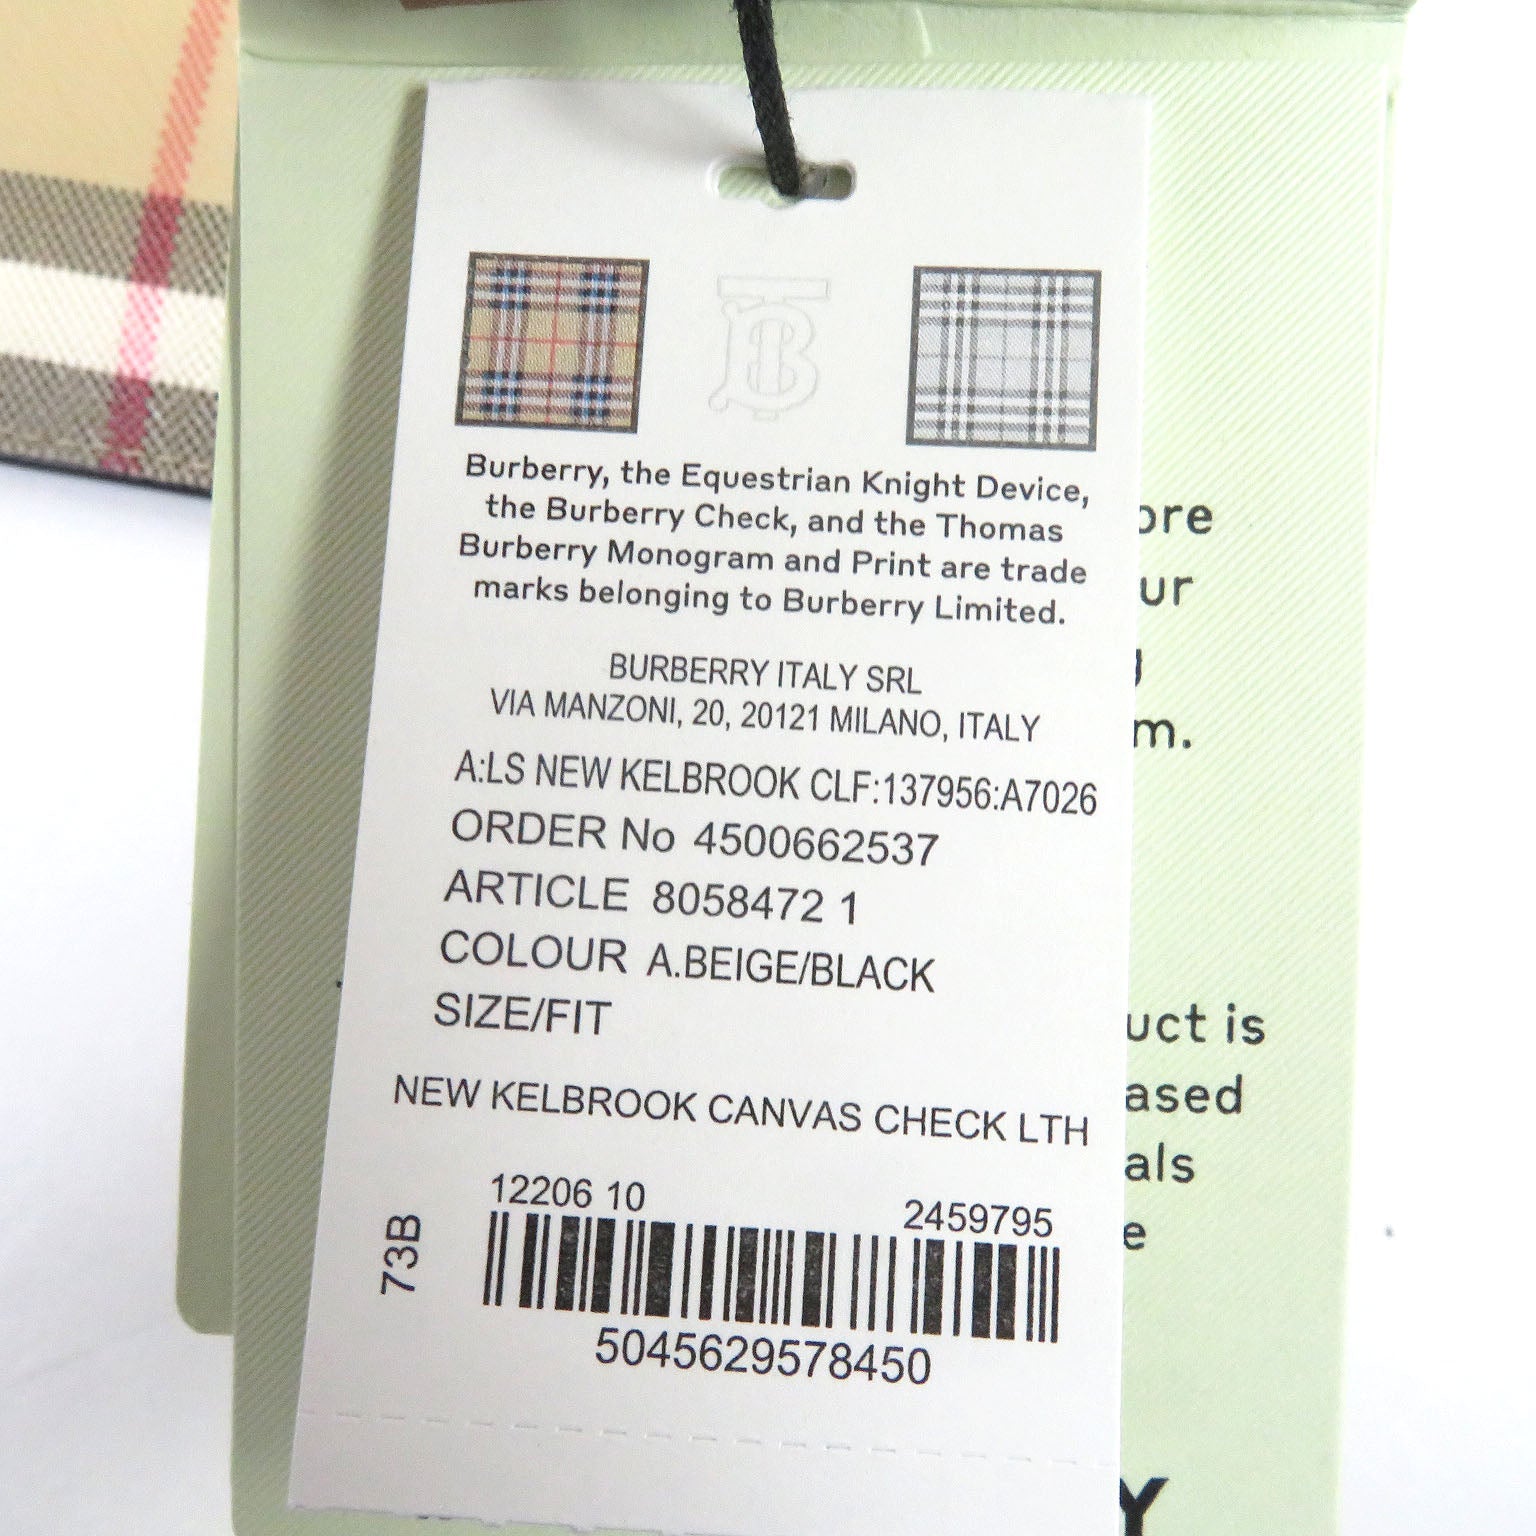 Burberry, the Equestrian Knight Device,
the Burberry Check, and the Thomas
Burberry Monogram and Print are trade
marks belonging to Burberry Limited.
BURBERRY ITALY SRL
VIA MANZONI, 20, 20121 MILANO, ITALY
A:LS NEW KELBROOK CLF:137956:A7026
ORDER No 4500662537
ARTICLE 8058472 1
COLOUR A.BEIGE/BLACK
SIZE/FIT
NEW KELBROOK CANVAS CHECK LTH
12206 10 2459795
73B
5045629578450
is